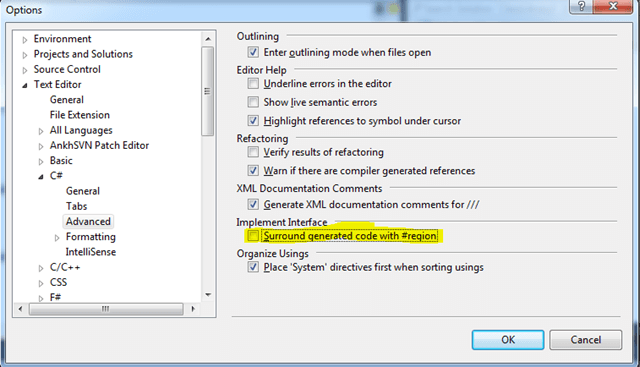 Options
Environment
Projects and Solutions
Source Control
Text Editor
General
File Extension
All Languages
AnkhSVN Patch Editor
Basic
C#
General
Tabs
Advanced
Formatting
IntelliSense
C/C++
CSS
F#
Outlining
Enter outlining mode when files open
Editor Help
Underline errors in the editor
Show live semantic errors
Highlight references to symbol under cursor
Refactoring
Verify results of refactoring
Warn if there are compiler generated references
XML Documentation Comments
Generate XML documentation comments for ///
Implement Interface
Surround generated code with #region
Organize Usings
Place 'System' directives first when sorting usings
OK
Cancel